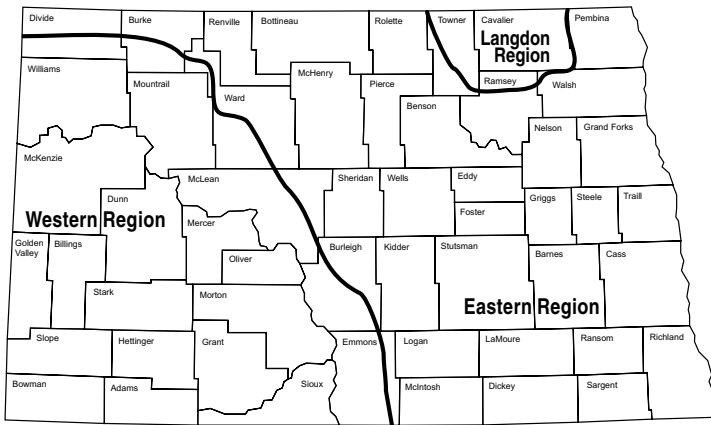 Divide
Burke
Renville
Bottineau
Rolette
Towner
Cavalier
Pembina
Langdon
Region
Williams
Mountrail
Ward
McHenry
Pierce
Ramsey
Walsh
Benson
Nelson
Grand Forks
McKenzie
McLean
Sheridan
Wells
Eddy
Dunn
Foster
Griggs
Steele
Traill
Western Region
Mercer
Golden
Valley
Billings
Oliver
Burleigh
Kidder
Stutsman
Barnes
Cass
Stark
Morton
Eastern Region
Slope
Hettinger
Grant
Emmons
Logan
LaMoure
Ransom
Richland
Bowman
Adams
Sioux
McIntosh
Dickey
Sargent